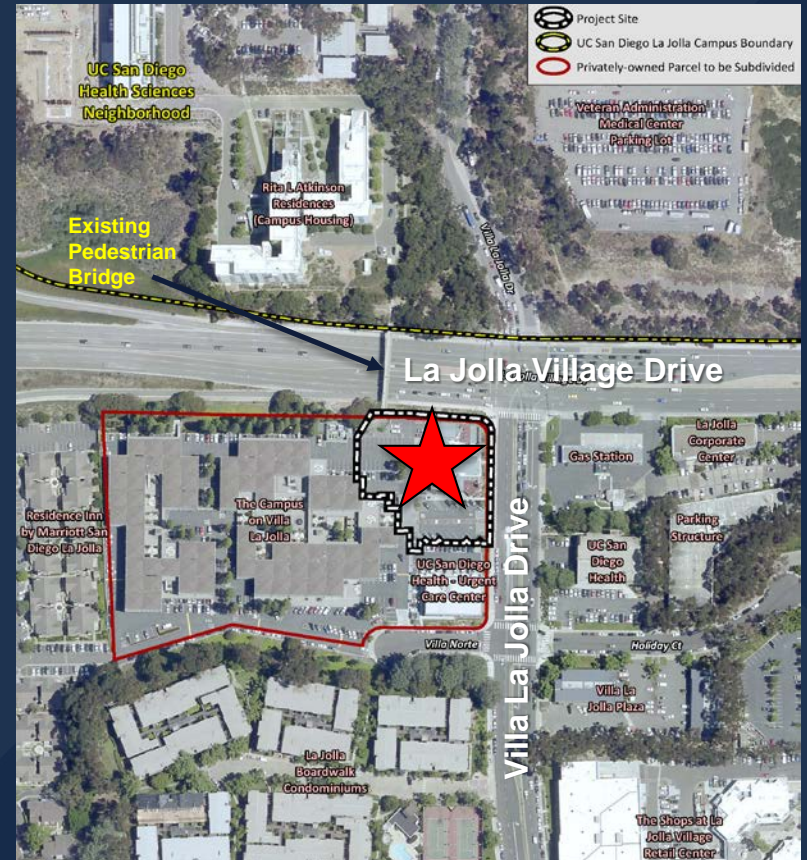 Project Site
UC San Diego La Jolla Campus Boundary
Privately-owned Parcel to be Subdivided
UC San Diego
Health Sciences
Neighborhood
Veteran Administration
Medical Center
Parking Lot
Rita L Atkinson
Residences
(Campus Housing)
Existing
Pedestrian
Bridge
Villa La Jolla Dr
La Jolla Village Drive
La Jolla
Corporate
Center
Gas Station
The Campus
on Villa
La Jolla
Residence Inn
by Marriott San
Diego La Jolla
Parking
Structure
UC San
Diego
Health
UC San Diego
Health - Urgent
Care Center
Villa La Jolla Drive
Villa Norte
Holiday Ct
Villa La
Jolla Plaza
La Jolla
Boardwalk
Condominiums
The Shops at La
Jolla Village
Retail Center